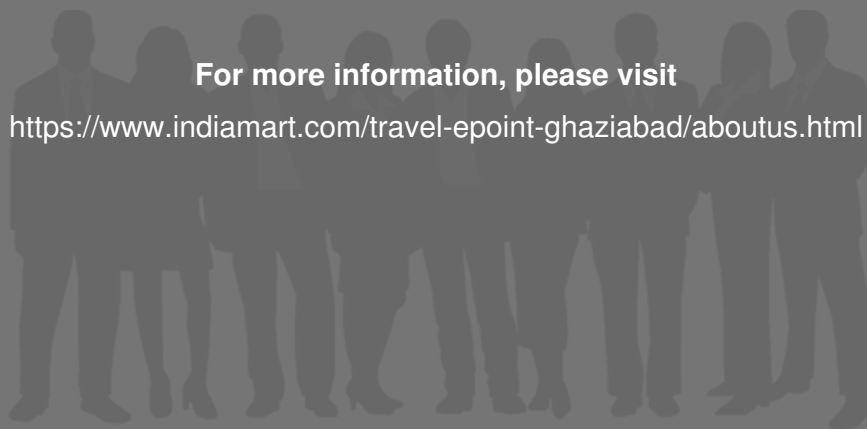 For more information, please visit
https://www.indiamart.com/travel-epoint-ghaziabad/aboutus.html